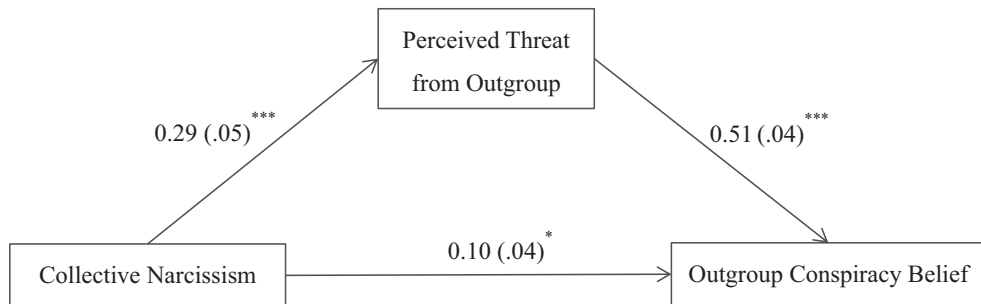 Perceived Threat
from Outgroup
0.29 (.05)***
0.51 (.04)***
0.10 (.04)*
Collective Narcissism
Outgroup Conspiracy Belief